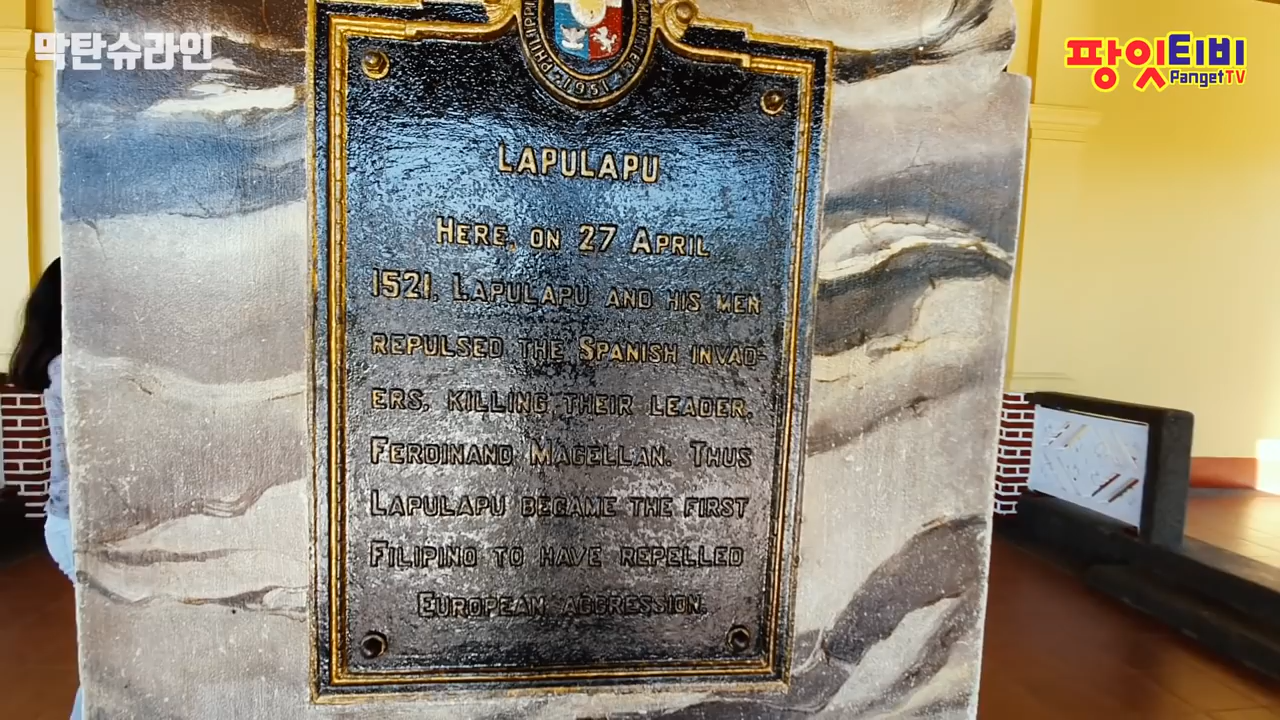 막탄슈라인
팡잇티비
PangetTV
1951
LAPULAPU
HERE, ON 27 APRIL
1521, LAPULAPU AND HIS MEN
REPULSED THE SPANISH INVAD-
ERS, KILLING THEIR LEADER,
FERDINAND MAGELLAN. THUS
LAPULAPU BECAME THE FIRST
FILIPINO TO HAVE REPELLED
EUROPEAN AGGRESSION.